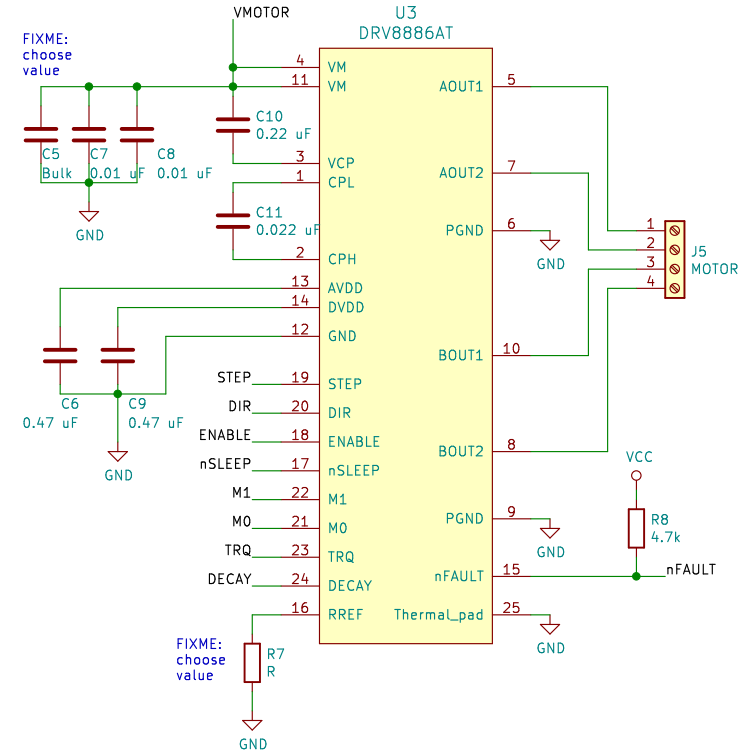 VMOTOR
U3
DRV8886AT
FIXME:
choose
value
4 VM
11 VM
AOUT1 5
C10
0.22 uF
C5
Bulk
C7
0.01 uF
C8
0.01 uF
3 VCP
1 CPL
AOUT2 7
C11
0.022 uF
GND
PGND 6
GND
1
2
3
4
J5
MOTOR
2 CPH
13 AVDD
14 DVDD
12 GND
BOUT1 10
C6
0.47 uF
C9
0.47 uF
GND
STEP 19 STEP
DIR 20 DIR
ENABLE 18 ENABLE
nSLEEP 17 nSLEEP
M1 22 M1
M0 21 M0
TRQ 23 TRQ
DECAY 24 DECAY
16 RREF
BOUT2 8
VCC
R8
4.7k
PGND 9
GND
nFAULT 15
nFAULT
Thermal_pad 25
GND
FIXME:
choose
value
R7
R
GND